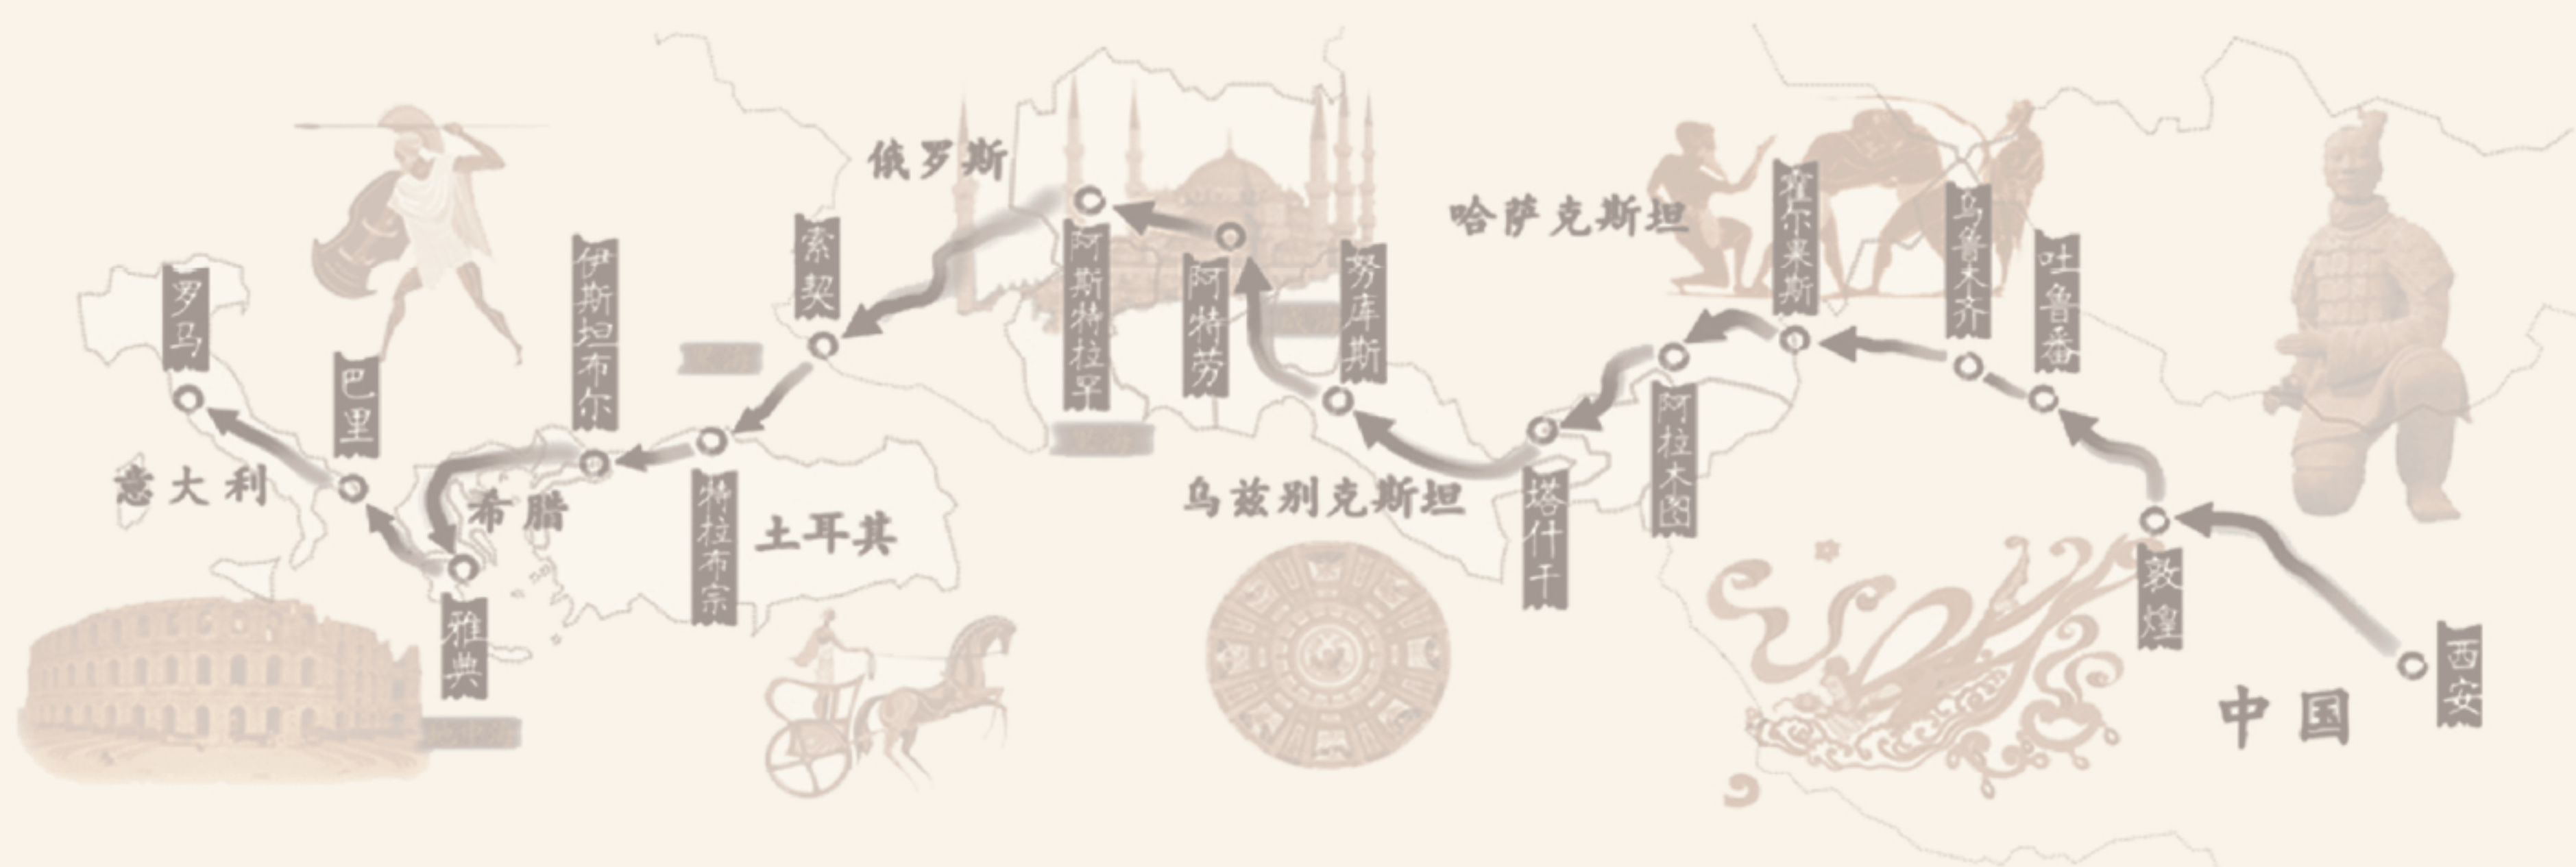 俄罗斯
哈萨克斯坦
霍尔果斯
乌鲁木齐
吐鲁番
索契
伊斯坦布尔
罗马
阿斯特拉罕
阿特劳
努库斯
巴里
阿拉木图
意大利
希腊
特拉布宗
土耳其
乌兹别克斯坦
塔什干
敦煌
雅典
西安
中国